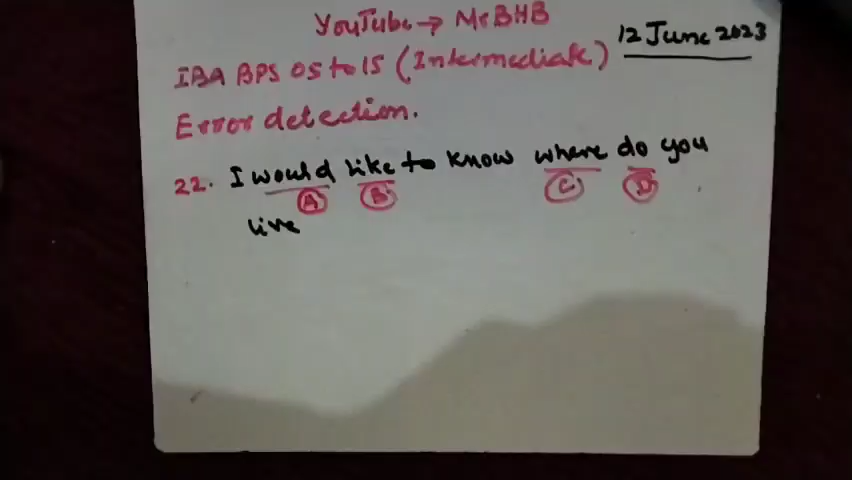 YouTube → MrBHB
12 June 2023
IBA BPS 05 to 15 (Intermediate)
Error detection.
22. I would like to know where do you
A B C D
live